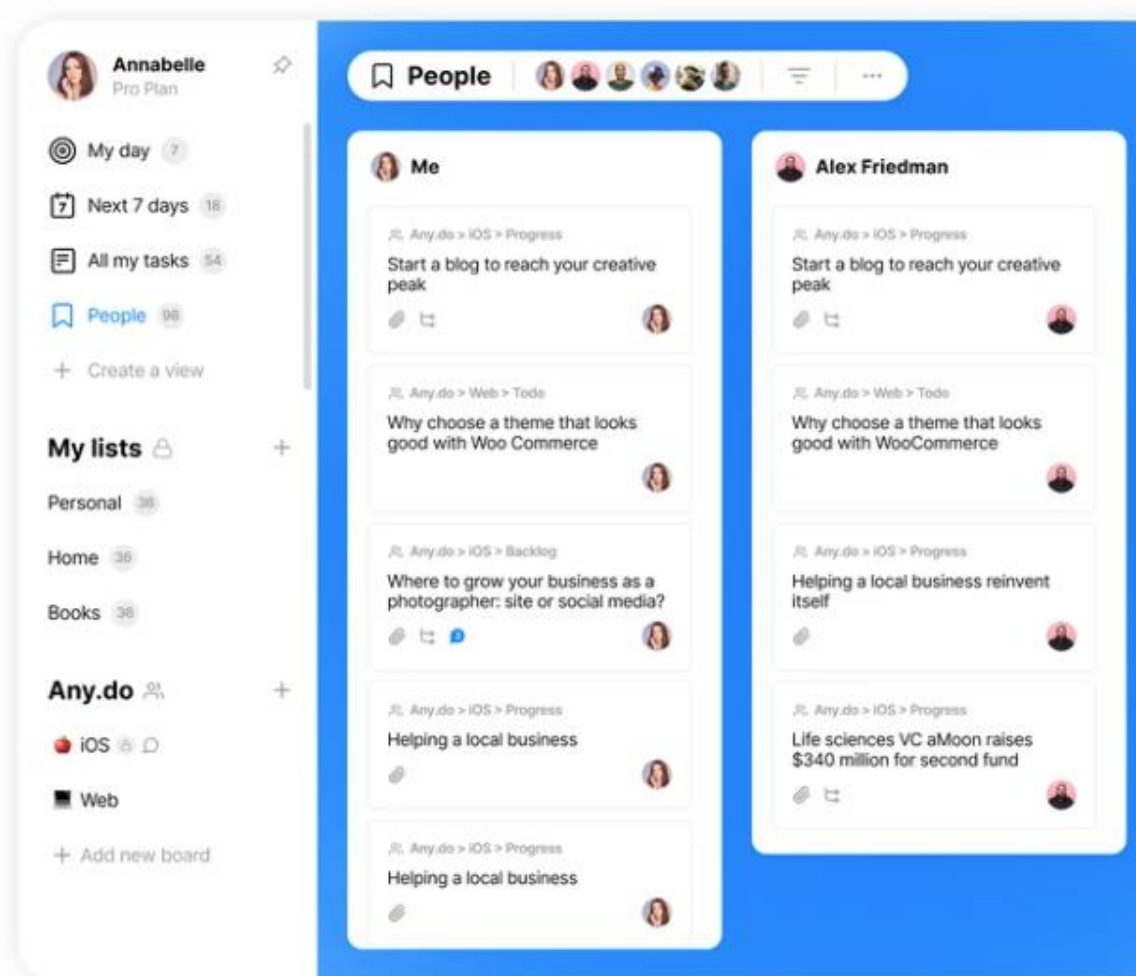 Annabelle
Pro Plan
My day 7
Next 7 days 18
All my tasks 54
People 98
+ Create a view
My lists +
Personal 36
Home 36
Books 36
Any.do +
iOS
Web
+ Add new board
People ...
Me
Any.do > iOS > Progress
Start a blog to reach your creative
peak
Any.do > Web > Todo
Why choose a theme that looks
good with Woo Commerce
Any.do > iOS > Backlog
Where to grow your business as a
photographer: site or social media?
Any.do > iOS > Progress
Helping a local business
Any.do > iOS > Progress
Helping a local business
Alex Friedman
Any.do > iOS > Progress
Start a blog to reach your creative
peak
Any.do > Web > Todo
Why choose a theme that looks
good with WooCommerce
Any.do > iOS > Progress
Helping a local business reinvent
itself
Any.do > iOS > Progress
Life sciences VC aMoon raises
$340 million for second fund